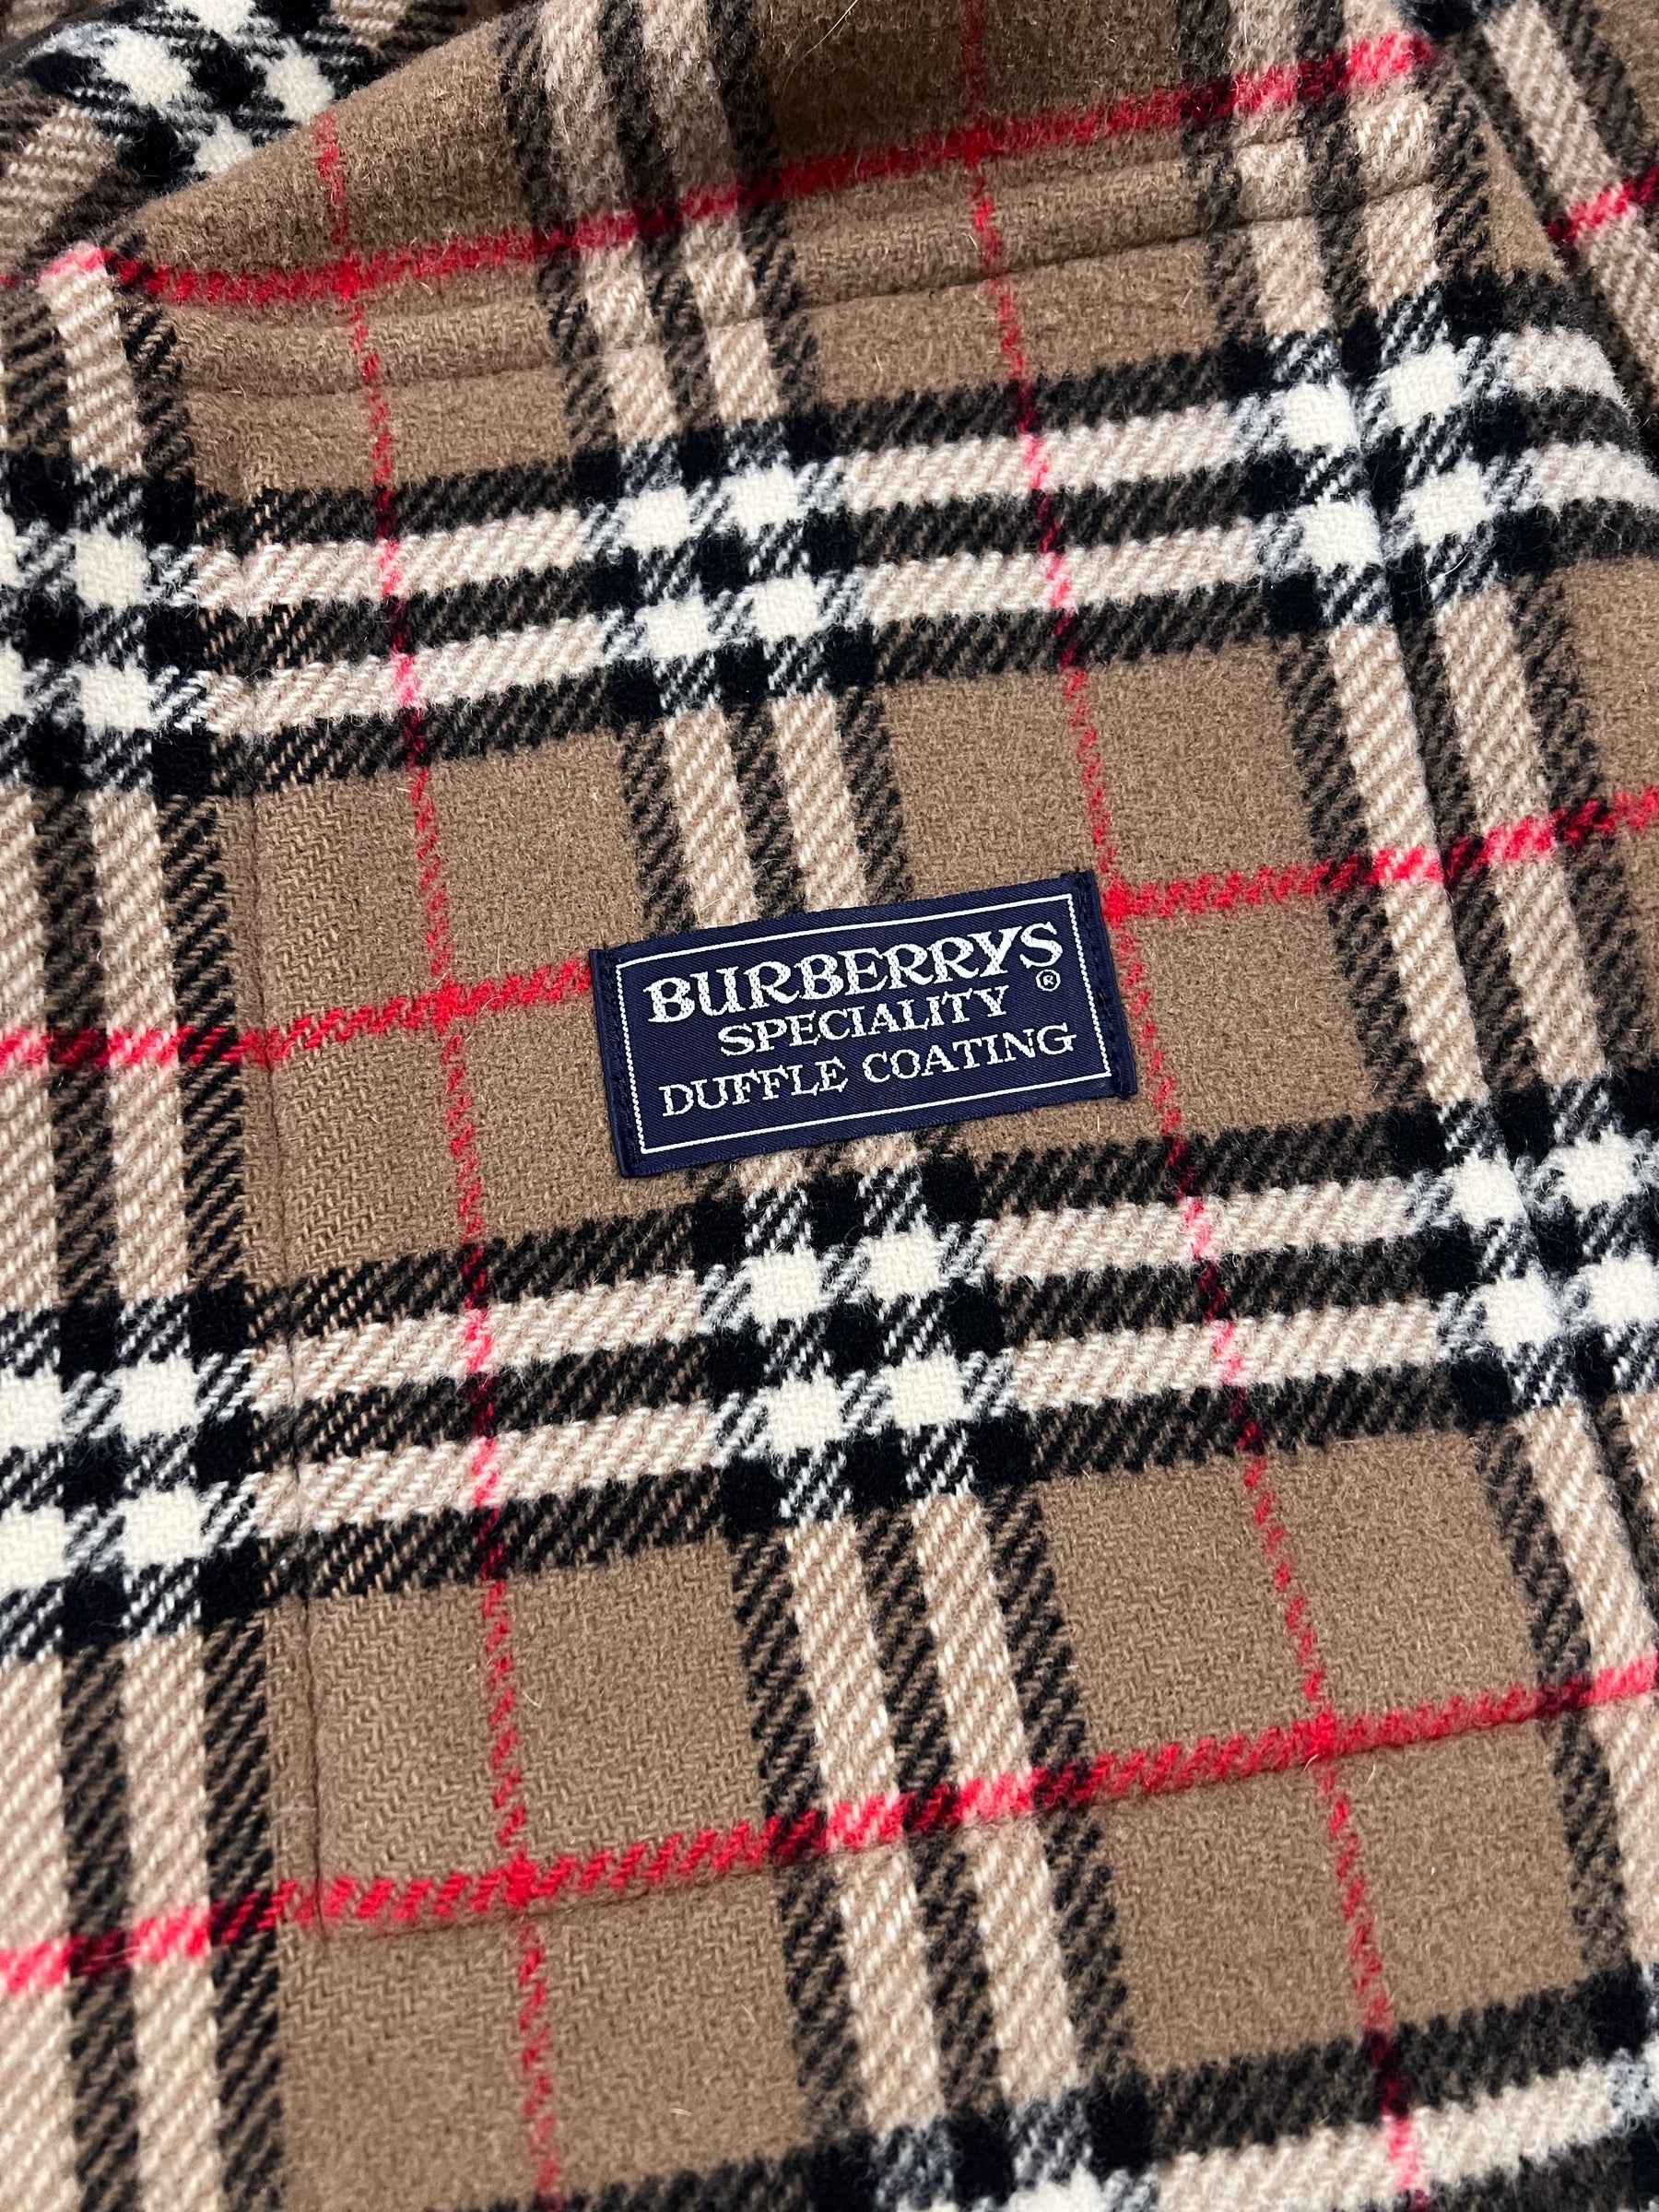 BURBERRYS
SPECIALITY ®
DUFFLE COATING